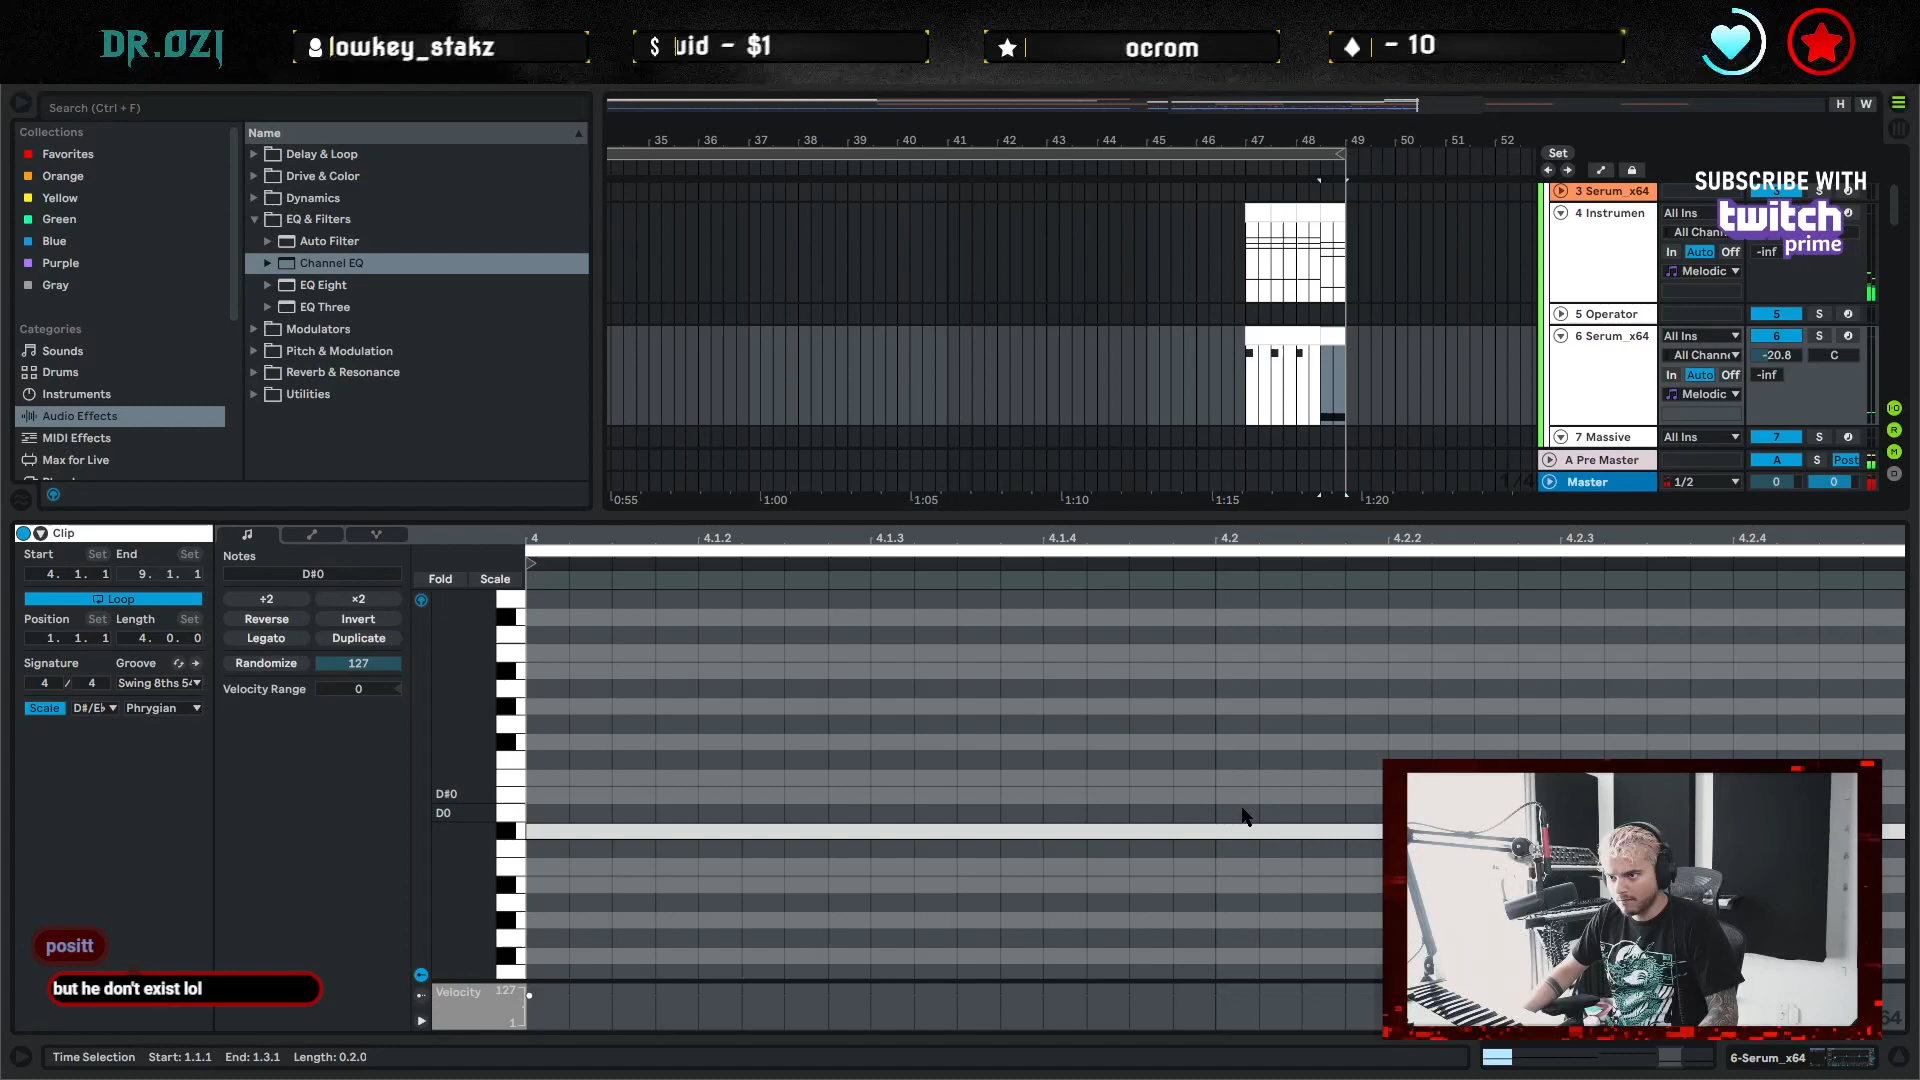 DR.OZI
lowkey_stakz
$ uid - $1
ocrom
- 10
Search (Ctrl + F)
H W
Collections
Favorites
Orange
Yellow
Green
Blue
Purple
Gray
Categories
Sounds
Drums
Instruments
Audio Effects
MIDI Effects
Max for Live
Name
Delay & Loop
Drive & Color
Dynamics
EQ & Filters
Auto Filter
Channel EQ
EQ Eight
EQ Three
Modulators
Pitch & Modulation
Reverb & Resonance
Utilities
35 36 37 38 39 40 41 42 43 44 45 46 47 48 49 50 51 52
Set
SUBSCRIBE WITH
twitch
prime
3 Serum_x64 S
4 Instrumen All Ins
All Chann
In Auto Off -inf
Melodic
5 Operator 5 S
6 Serum_x64 All Ins 6 S
All Channe -20.8 C
In Auto Off -inf
Melodic
7 Massive All Ins 7 S
A Pre Master A S Post
Master 1/2 0 0
0:55 1:00 1:05 1:10 1:15 1:20
Clip
Start Set End Set
4. 1. 1 9. 1. 1
Loop
Position Set Length Set
1. 1. 1 4. 0. 0
Signature Groove
4 / 4 Swing 8ths 54
Scale D#/Eb Phrygian
Notes
D#0
÷2 ×2
Reverse Invert
Legato Duplicate
Randomize 127
Velocity Range 0
Fold Scale
4 4.1.2 4.1.3 4.1.4 4.2 4.2.2 4.2.3 4.2.4
D#0
D0
Velocity 127
1
positt
but he don't exist lol
Time Selection Start: 1.1.1 End: 1.3.1 Length: 0.2.0
6-Serum_x64